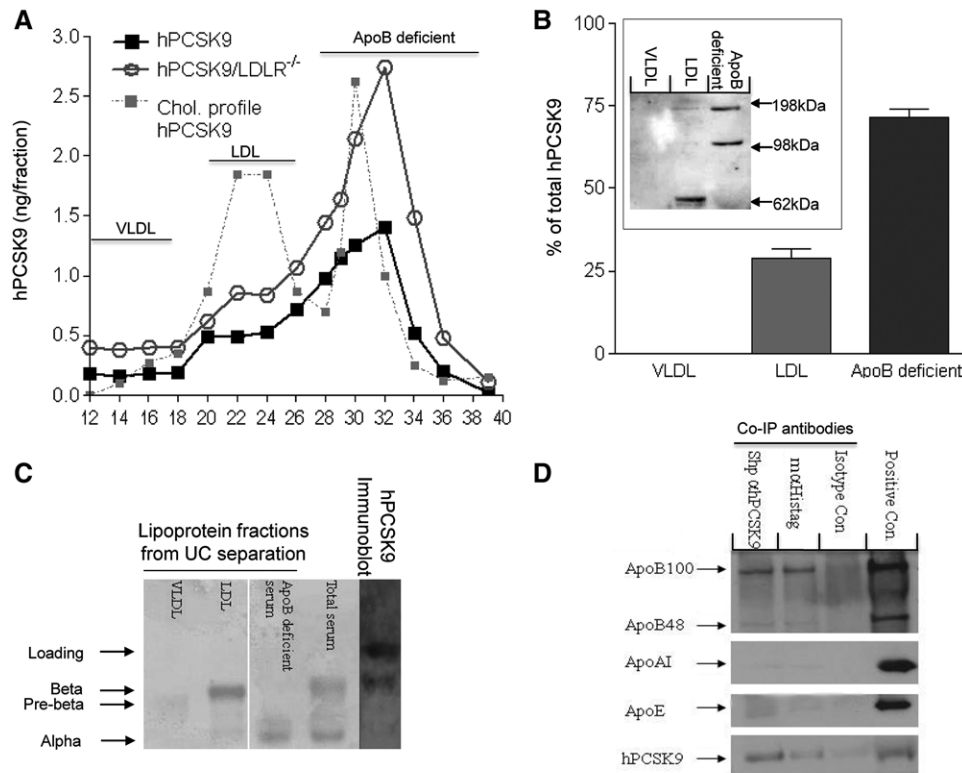 A
3.0
2.5
2.0
1.5
1.0
0.5
0.0
hPCSK9 (ng/fraction)
hPCSK9
hPCSK9/LDLR-/-
Chol. profile
hPCSK9
ApoB deficient
LDL
VLDL
12 14 16 18 20 22 24 26 28 30 32 34 36 38 40
B
100
75
50
25
0
% of total hPCSK9
VLDL
LDL
ApoB
deficient
198kDa
98kDa
62kDa
VLDL LDL ApoB deficient
C
Lipoprotein fractions
from UC separation
hPCSK9
Immunoblot
VLDL
LDL
ApoB deficient
serum
Total serum
Loading
Beta
Pre-beta
Alpha
D
Co-IP antibodies
Shp αhPCSK9
mαHistag
Isotype Con
Positive Con
ApoB100
ApoB48
ApoAI
ApoE
hPCSK9